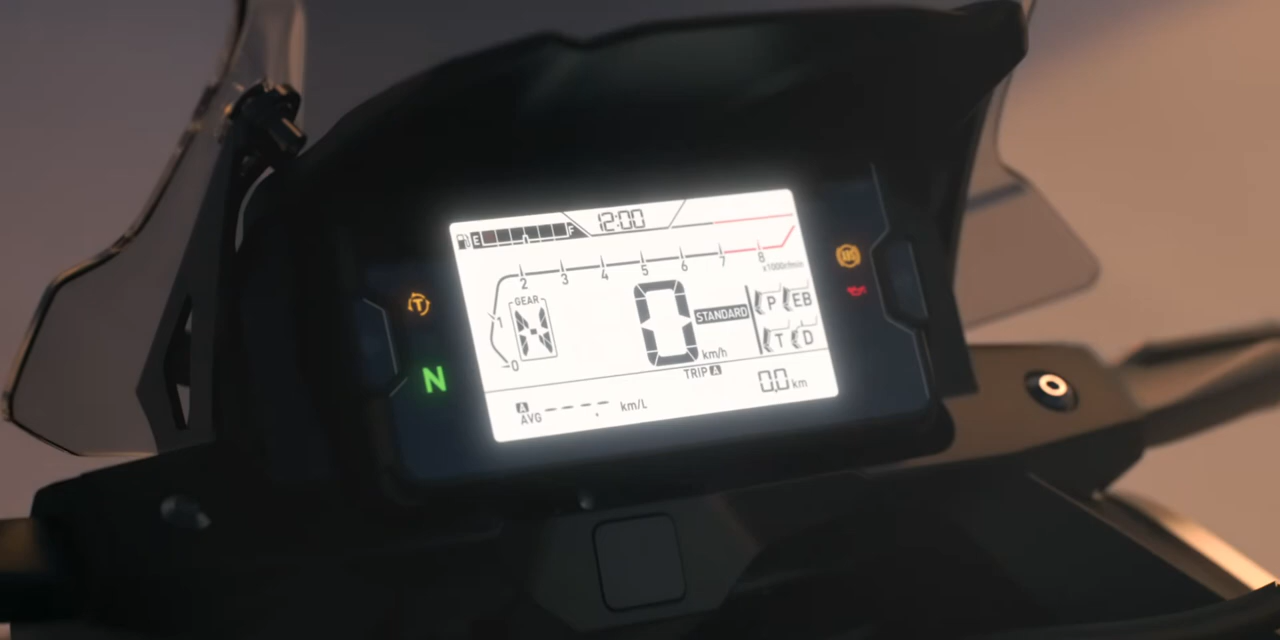 E F 12:00
1 2 3 4 5 6 7 8
x1000r/min
GEAR
N
0
0
STANDARD
km/h
P EB
T D
TRIP A
0.0 km
A
AVG ----.- km/L
T
N
ABS